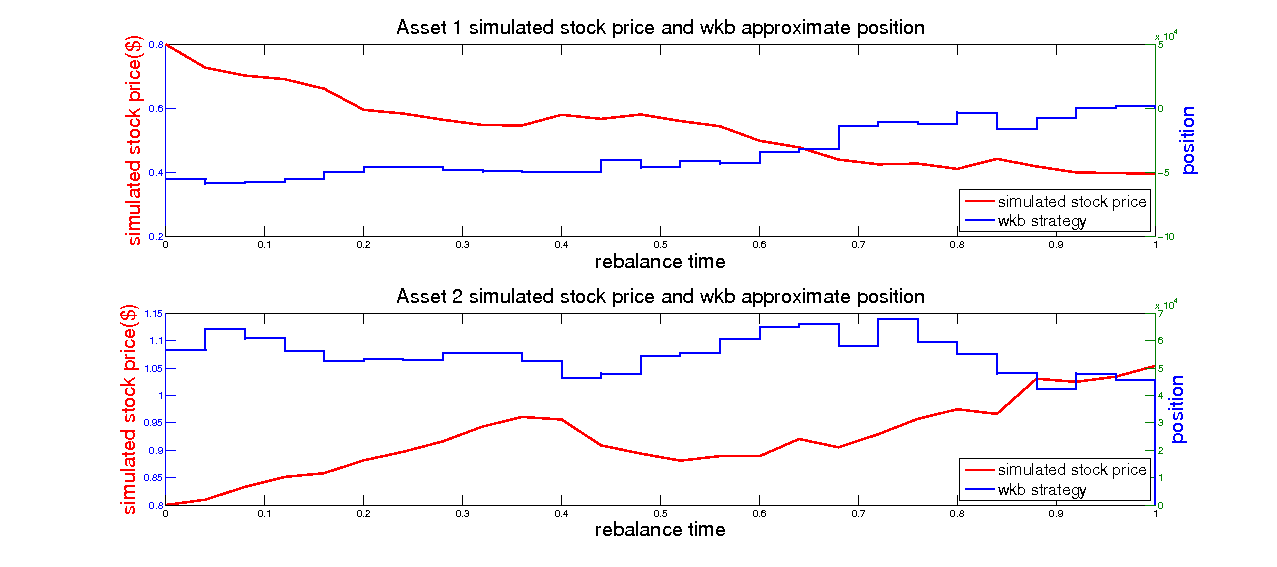 Asset 1 simulated stock price and wkb approximate position
x 10^4
simulated stock price($)
0.8
0.6
0.4
0.2
5
0
-5
-10
position
simulated stock price
wkb strategy
0 0.1 0.2 0.3 0.4 0.5 0.6 0.7 0.8 0.9 1
rebalance time
Asset 2 simulated stock price and wkb approximate position
x 10^4
simulated stock price($)
1.15
1.1
1.05
1
0.95
0.9
0.85
0.8
7
6
5
4
3
2
1
0
position
simulated stock price
wkb strategy
0 0.1 0.2 0.3 0.4 0.5 0.6 0.7 0.8 0.9 1
rebalance time